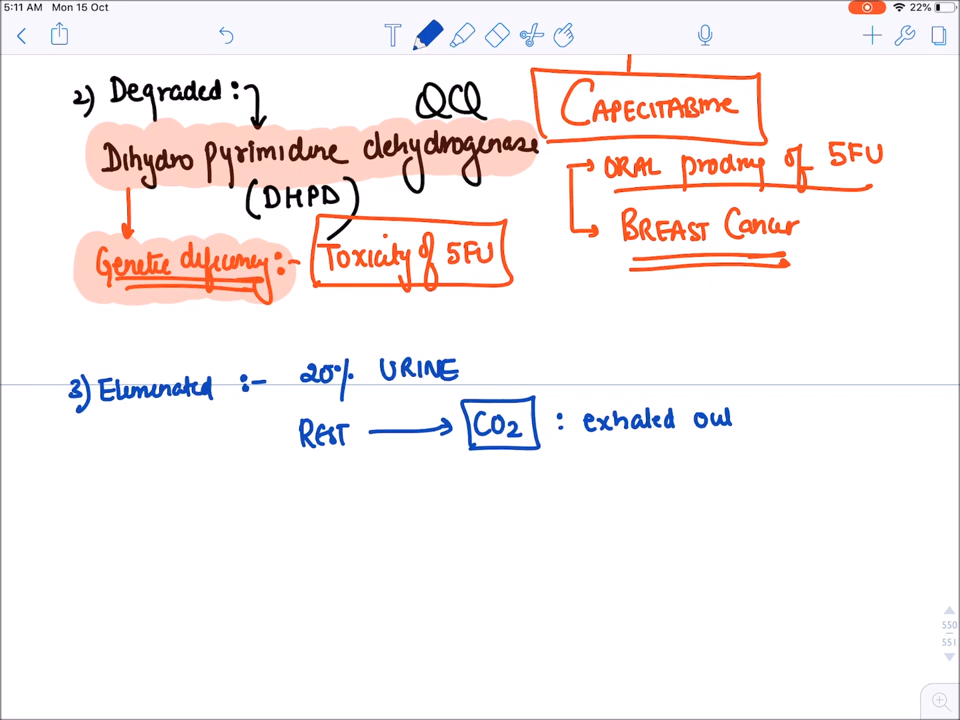 5:11 AM Mon 15 Oct
22%
T
2) Degraded :-
QQ
Dihydro pyrimidine dehydrogenase
(DHPD)
Genetic deficiency :- Toxicity of 5FU
CAPECITABINE
ORAL prodrug of 5FU
BREAST Cancer
3) Eliminated :- 20% URINE
REST CO2 : exhaled out
550
551